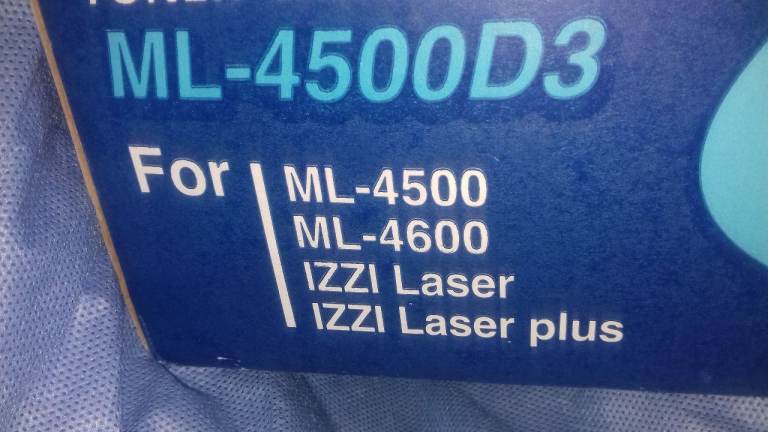 ML-4500D3
For
ML-4500
ML-4600
IZZI Laser
IZZI Laser plus